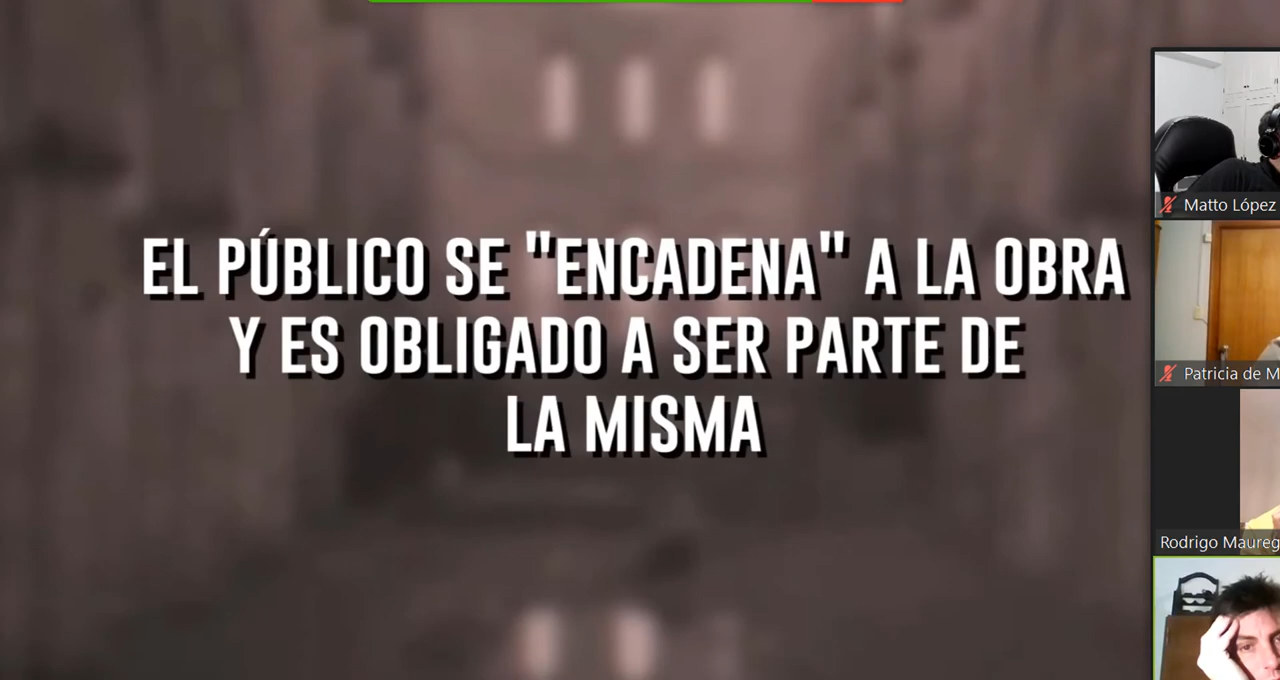 EL PÚBLICO SE "ENCADENA" A LA OBRA
Y ES OBLIGADO A SER PARTE DE
LA MISMA
Matto López
Patricia de M
Rodrigo Maureg